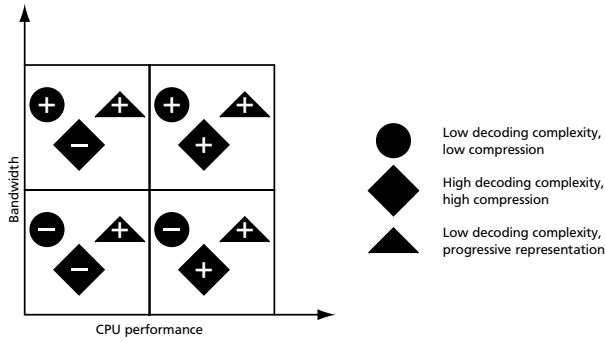 Bandwidth
CPU performance
Low decoding complexity,
low compression
High decoding complexity,
high compression
Low decoding complexity,
progressive representation